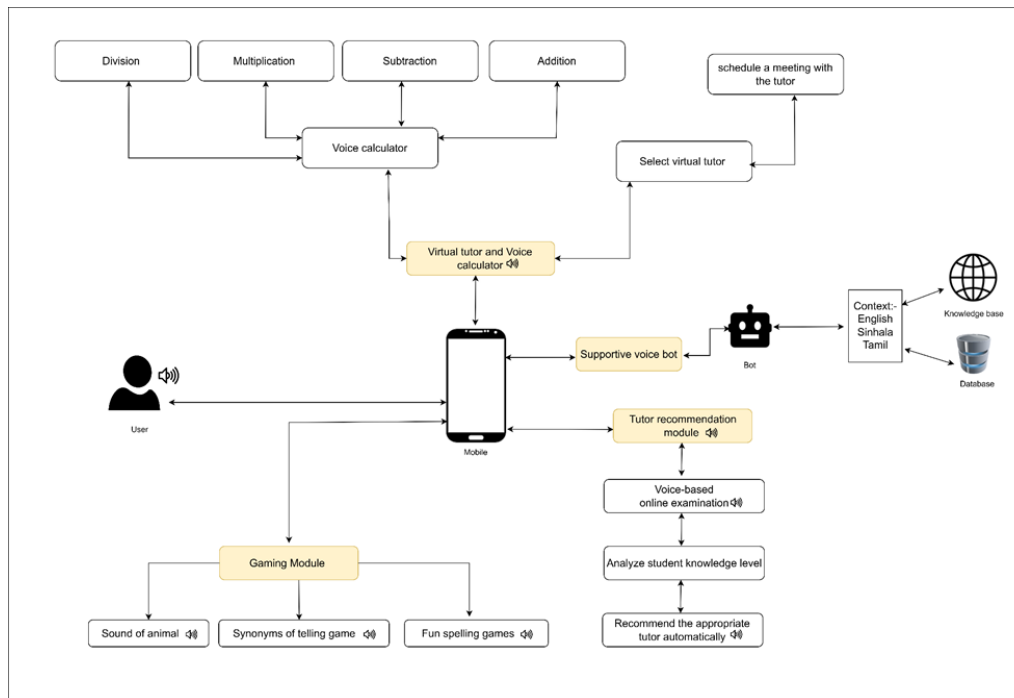 Division
Multiplication
Subtraction
Addition
schedule a meeting with
the tutor
Voice calculator
Select virtual tutor
Virtual tutor and Voice
calculator
Context:-
English
Sinhala
Tamil
Knowledge base
Supportive voice bot
Bot
Database
User
Mobile
Tutor recommendation
module
Voice-based
online examination
Gaming Module
Analyze student knowledge level
Sound of animal
Synonyms of telling game
Fun spelling games
Recommend the appropriate
tutor automatically